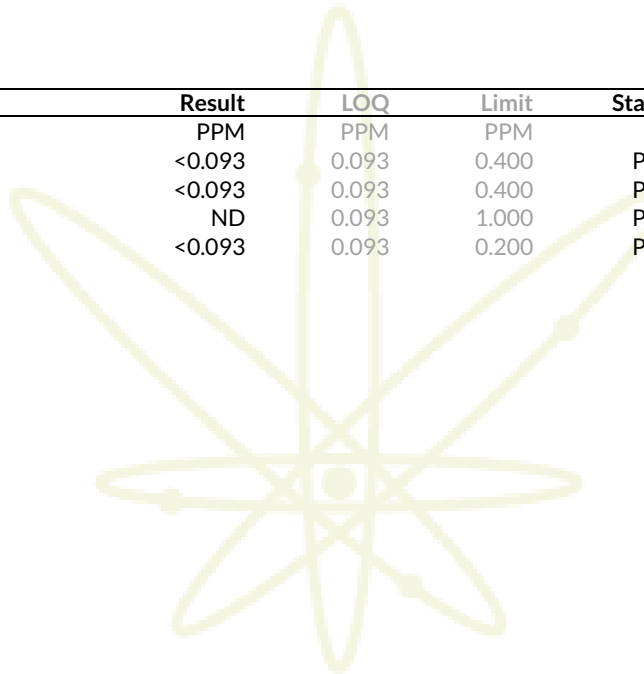 Result LOQ Limit Sta
PPM PPM PPM
<0.093 0.093 0.400 P
<0.093 0.093 0.400 P
ND 0.093 1.000 P
<0.093 0.093 0.200 P